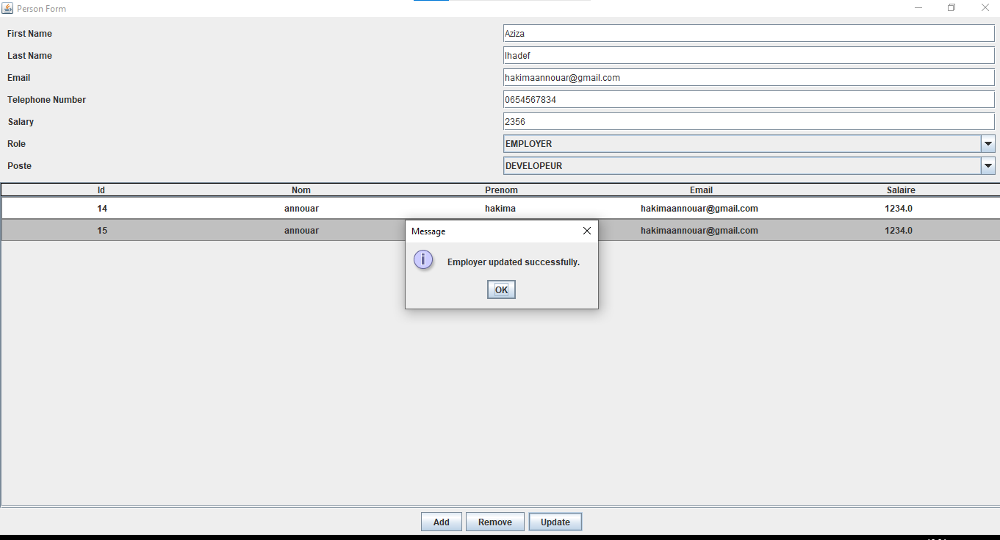 Person Form
First Name Aziza
Last Name lhadef
Email hakimaannouar@gmail.com
Telephone Number 0654567834
Salary 2356
Role EMPLOYER
Poste DEVELOPEUR
Id Nom Prenom Email Salaire
14 annouar hakima hakimaannouar@gmail.com 1234.0
15 annouar hakimaannouar@gmail.com 1234.0
Message
Employer updated successfully.
OK
Add Remove Update